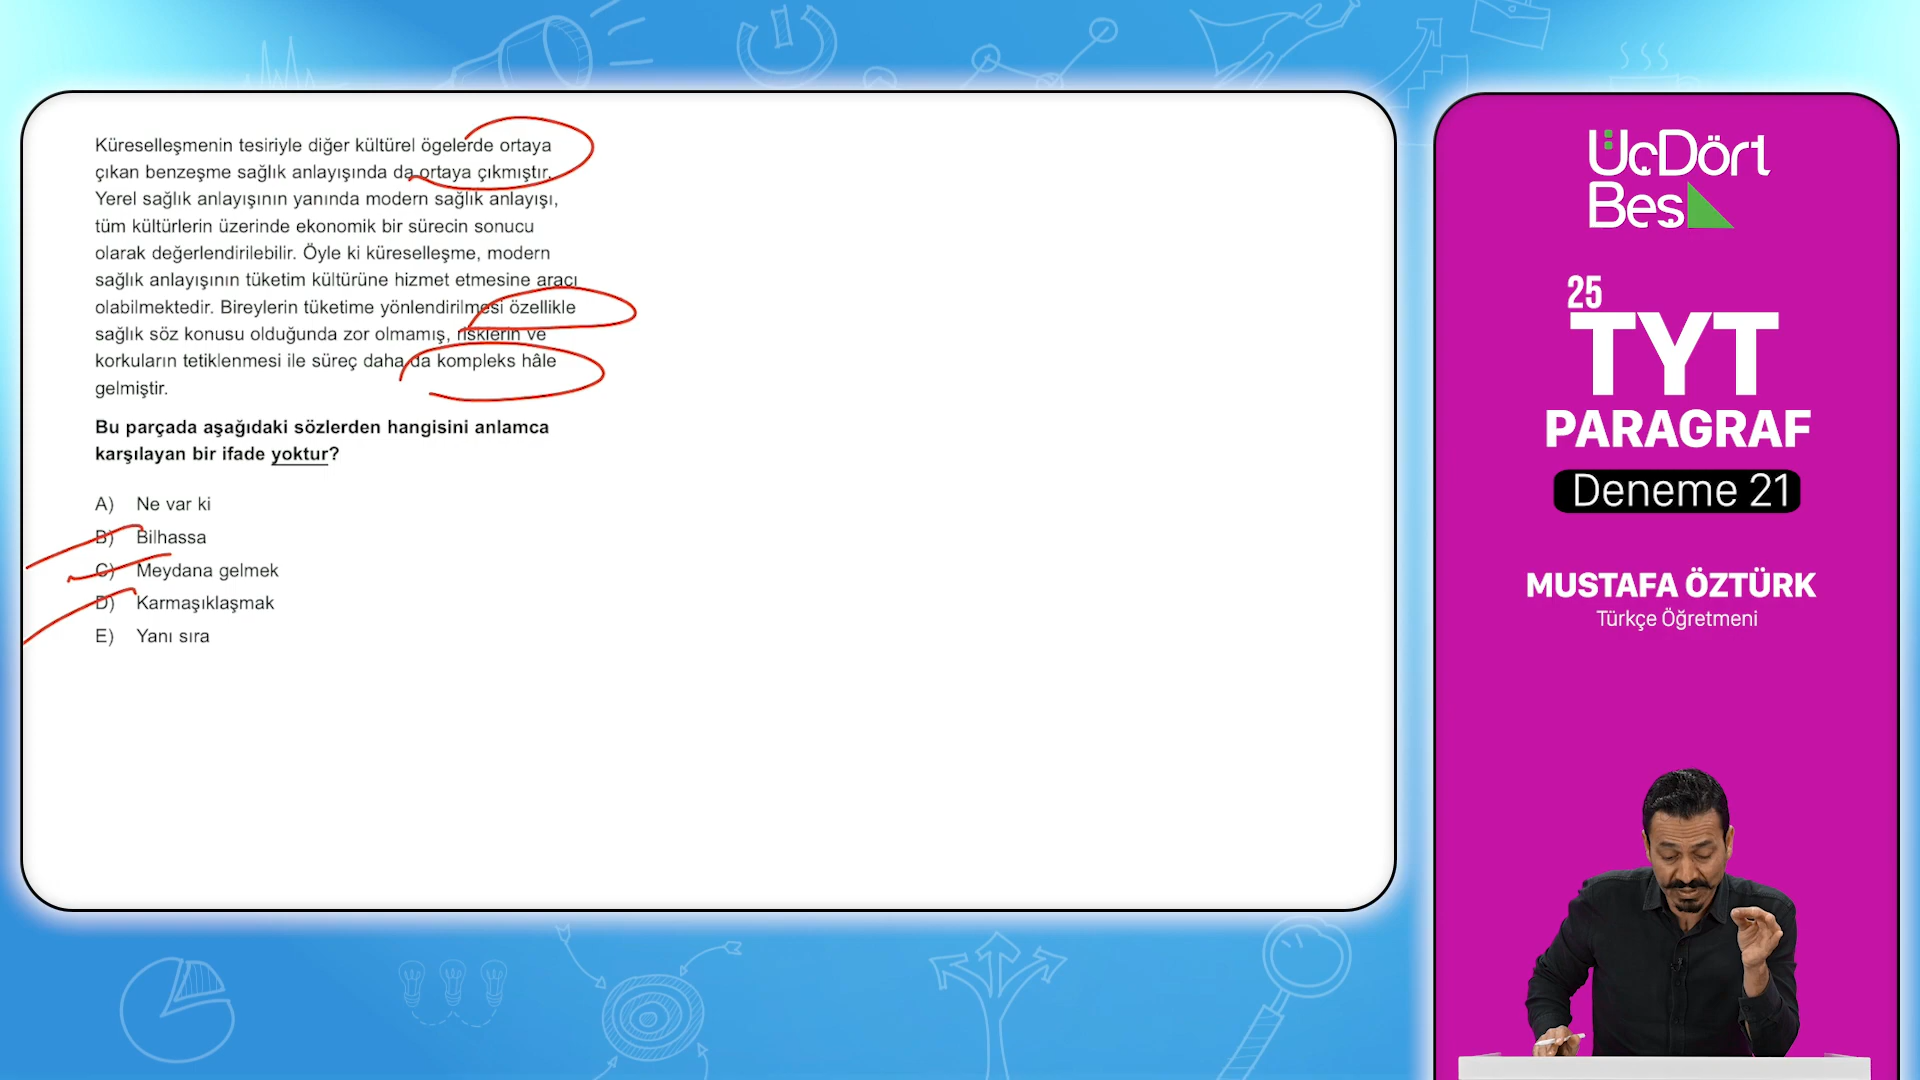 Küreselleşmenin tesiriyle diğer kültürel ögelerde ortaya
çıkan benzeşme sağlık anlayışında da ortaya çıkmıştır.
Yerel sağlık anlayışının yanında modern sağlık anlayışı,
tüm kültürlerin üzerinde ekonomik bir sürecin sonucu
olarak değerlendirilebilir. Öyle ki küreselleşme, modern
sağlık anlayışının tüketim kültürüne hizmet etmesine aracı
olabilmektedir. Bireylerin tüketime yönlendirilmesi özellikle
sağlık söz konusu olduğunda zor olmamış, risklerin ve
korkuların tetiklenmesi ile süreç daha da kompleks hâle
gelmiştir.
Bu parçada aşağıdaki sözlerden hangisini anlamca
karşılayan bir ifade yoktur?
A) Ne var ki
B) Bilhassa
C) Meydana gelmek
D) Karmaşıklaşmak
E) Yanı sıra
ÜçDört
Beş
25
TYT
PARAGRAF
Deneme 21
MUSTAFA ÖZTÜRK
Türkçe Öğretmeni